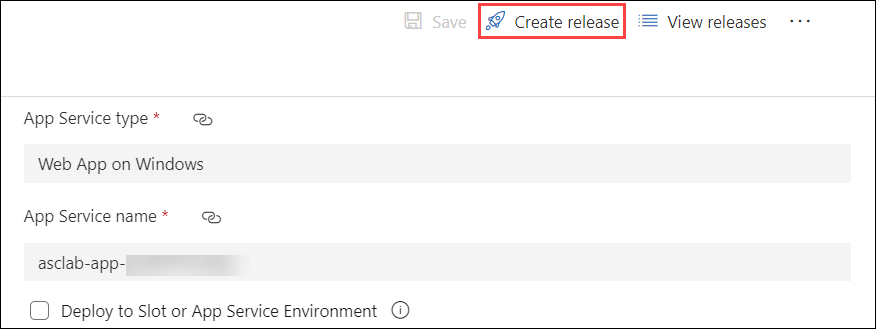 Save Create release View releases ...
App Service type *
Web App on Windows
App Service name *
asclab-app-
Deploy to Slot or App Service Environment